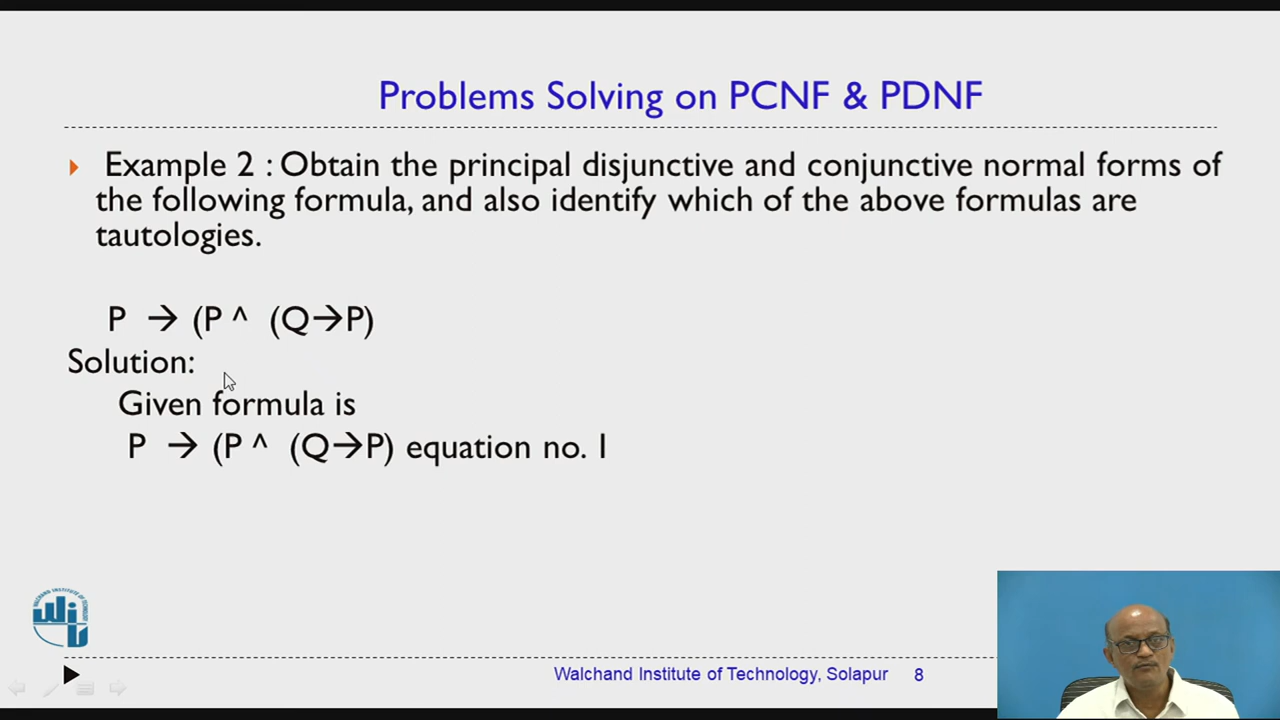 Problems Solving on PCNF & PDNF
Example 2 : Obtain the principal disjunctive and conjunctive normal forms of
the following formula, and also identify which of the above formulas are
tautologies.
P → (P ^ (Q→P)
Solution:
Given formula is
P → (P ^ (Q→P) equation no. 1
Walchand Institute of Technology, Solapur 8